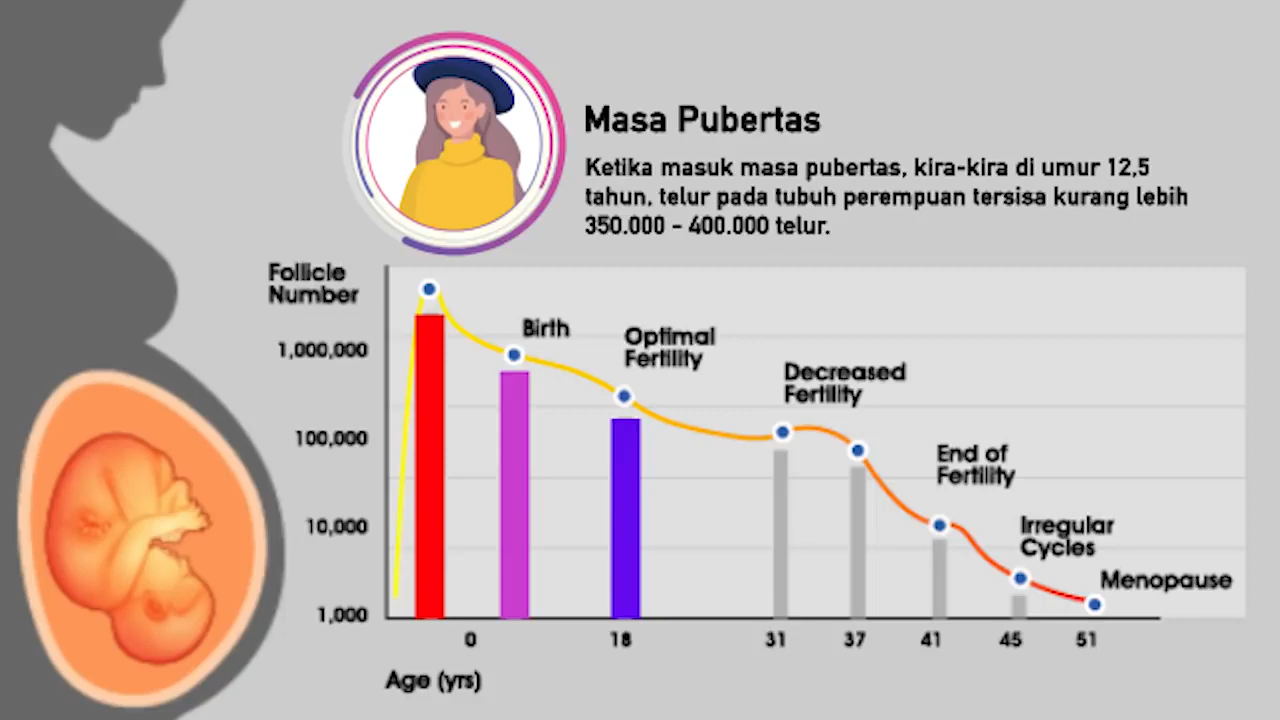 Masa Pubertas
Ketika masuk masa pubertas, kira-kira di umur 12,5
tahun, telur pada tubuh perempuan tersisa kurang lebih
350.000 - 400.000 telur.
Follicle
Number
1,000,000
100,000
10,000
1,000
Birth
Optimal
Fertility
Decreased
Fertility
End of
Fertility
Irregular
Cycles
Menopause
0 18 31 37 41 45 51
Age (yrs)